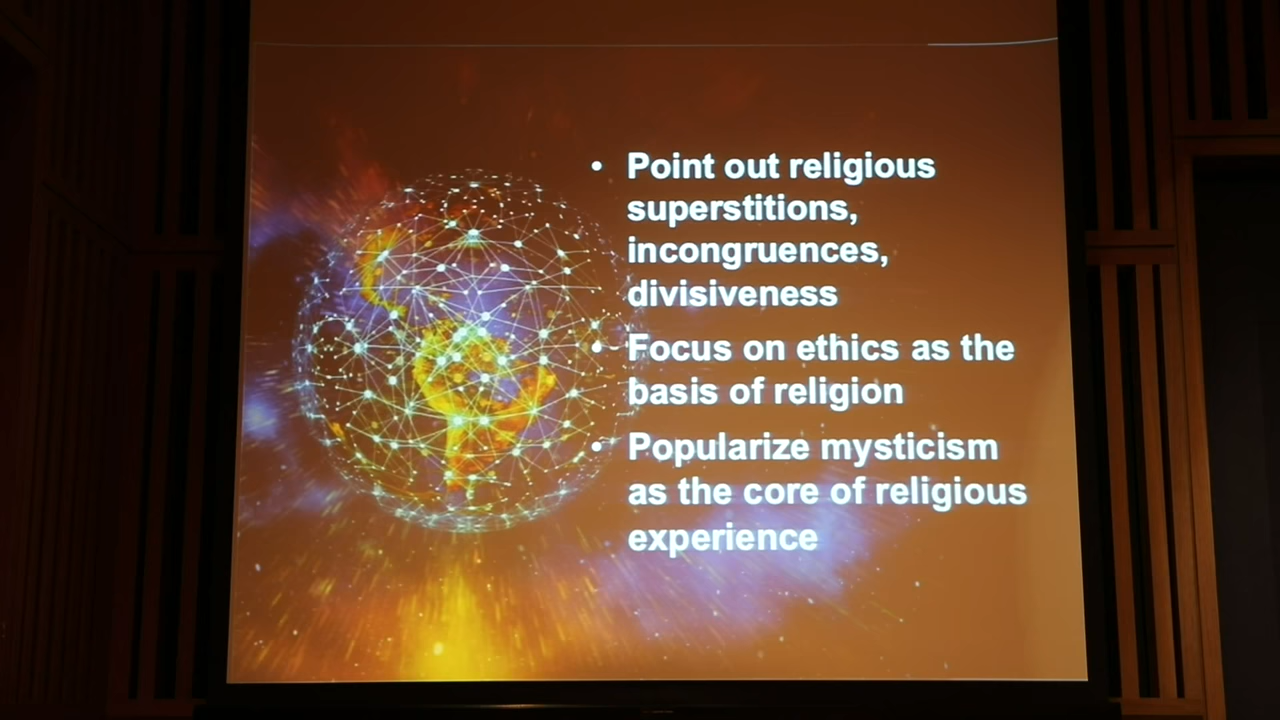 • Point out religious
superstitions,
incongruences,
divisiveness
• Focus on ethics as the
basis of religion
• Popularize mysticism
as the core of religious
experience